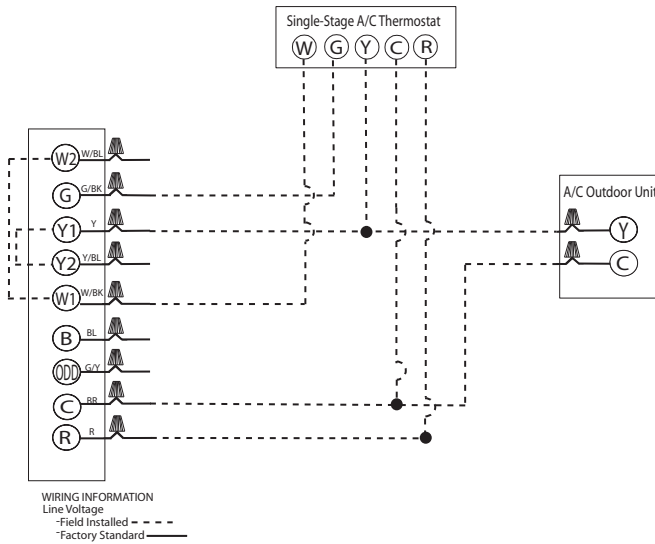 Single-Stage A/C Thermostat
W G Y C R
W2 W/BL
G G/BK
Y1 Y
Y2 Y/BL
W1 W/BK
B BL
ODD G/Y
C BR
R R
A/C Outdoor Unit
Y
C
WIRING INFORMATION
Line Voltage
-Field Installed
-Factory Standard